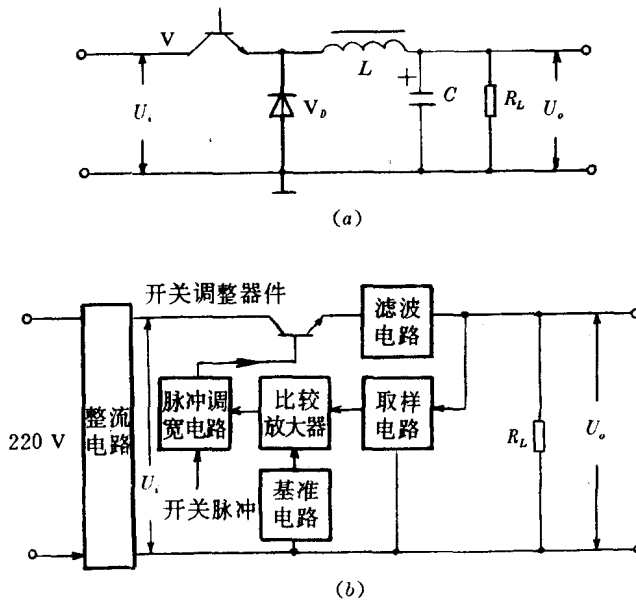 V
L
+
C
U_i
V_D
R_L
U_o
(a)
开关调整器件
滤波
电路
整流
电路
脉冲调
宽电路
比较
放大器
取样
电路
220 V
R_L
U_o
U_i
开关脉冲
基准
电路
(b)